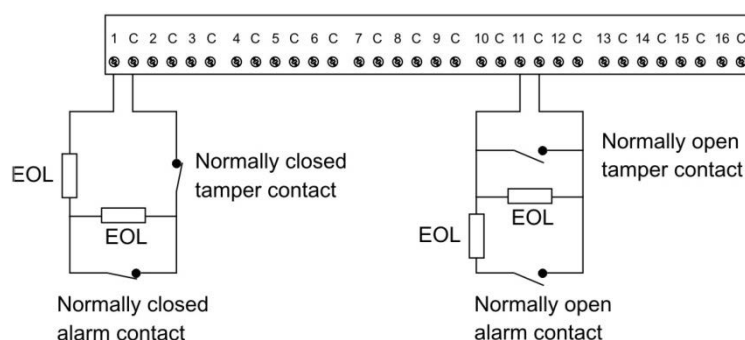 1 C 2 C 3 C 4 C 5 C 6 C 7 C 8 C 9 C 10 C 11 C 12 C 13 C 14 C 15 C 16 C
EOL
Normally closed
tamper contact
EOL
Normally closed
alarm contact
Normally open
tamper contact
EOL
EOL
Normally open
alarm contact